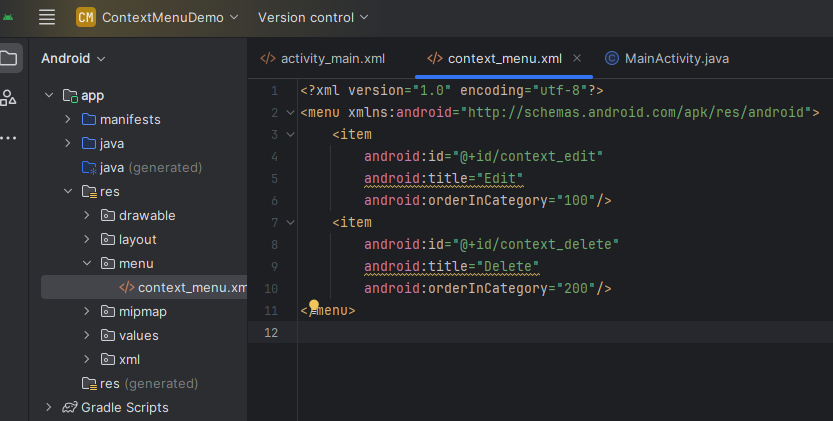 CM ContextMenuDemo Version control
Android
activity_main.xml context_menu.xml MainActivity.java
app
manifests
java
java (generated)
res
drawable
layout
menu
context_menu.xm
mipmap
values
xml
res (generated)
Gradle Scripts
1 <?xml version="1.0" encoding="utf-8"?>
2 <menu xmlns:android="http://schemas.android.com/apk/res/android">
3 <item
4 android:id="@+id/context_edit"
5 android:title="Edit"
6 android:orderInCategory="100"/>
7 <item
8 android:id="@+id/context_delete"
9 android:title="Delete"
10 android:orderInCategory="200"/>
11 </menu>
12